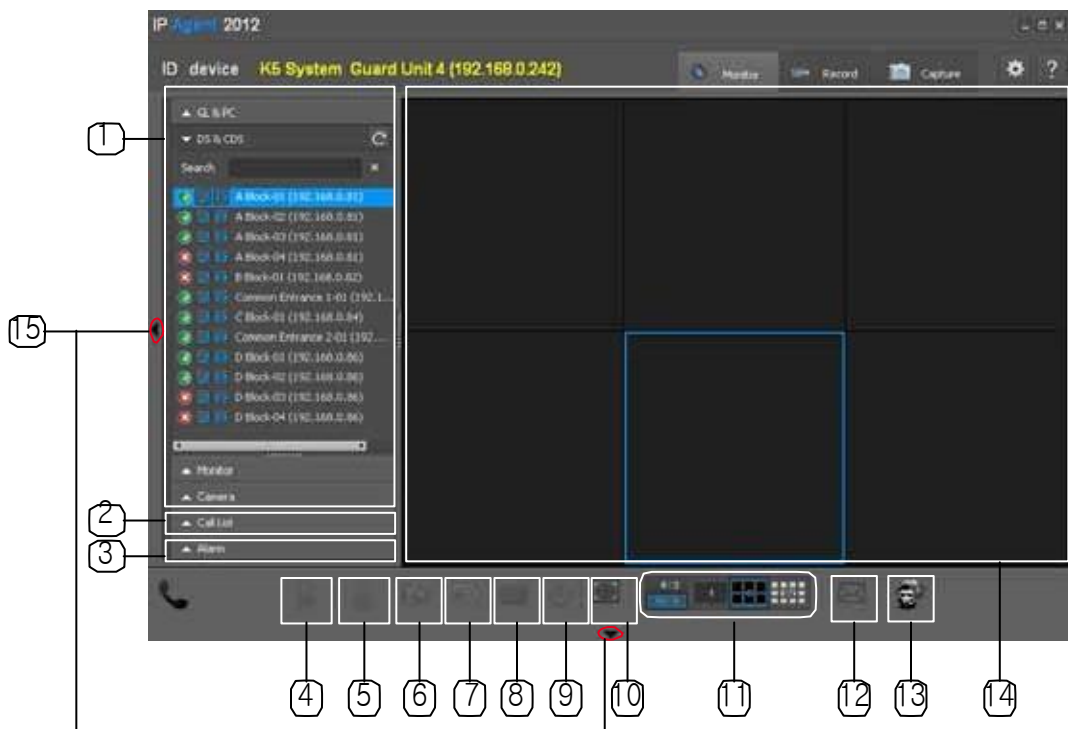 IP Agent 2012
ID device K5 System Guard Unit 4 (192.168.0.242)
Monitor Record Capture ?
GL & PC
DS & CDS
Search
A Block-01 (192.168.0.81)
A Block-02 (192.168.0.81)
A Block-03 (192.168.0.81)
A Block-04 (192.168.0.81)
B Block-01 (192.168.0.82)
Common Entrance 1-01 (192.1...
C Block-01 (192.168.0.84)
Common Entrance 2-01 (192....
D Block-01 (192.168.0.86)
D Block-02 (192.168.0.86)
D Block-03 (192.168.0.86)
D Block-04 (192.168.0.86)
Monitor
Camera
Call List
Alarm
1
15
2
3
4 5 6 7 8 9 10 11 12 13 14